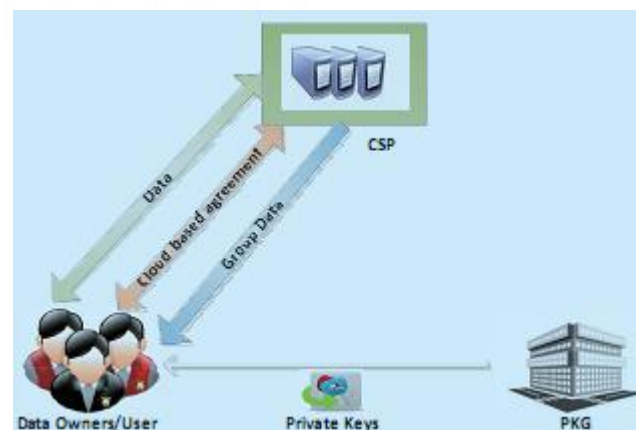 CSP
Data
Cloud based agreement
Group Data
Data Owners/User
Private Keys
PKG